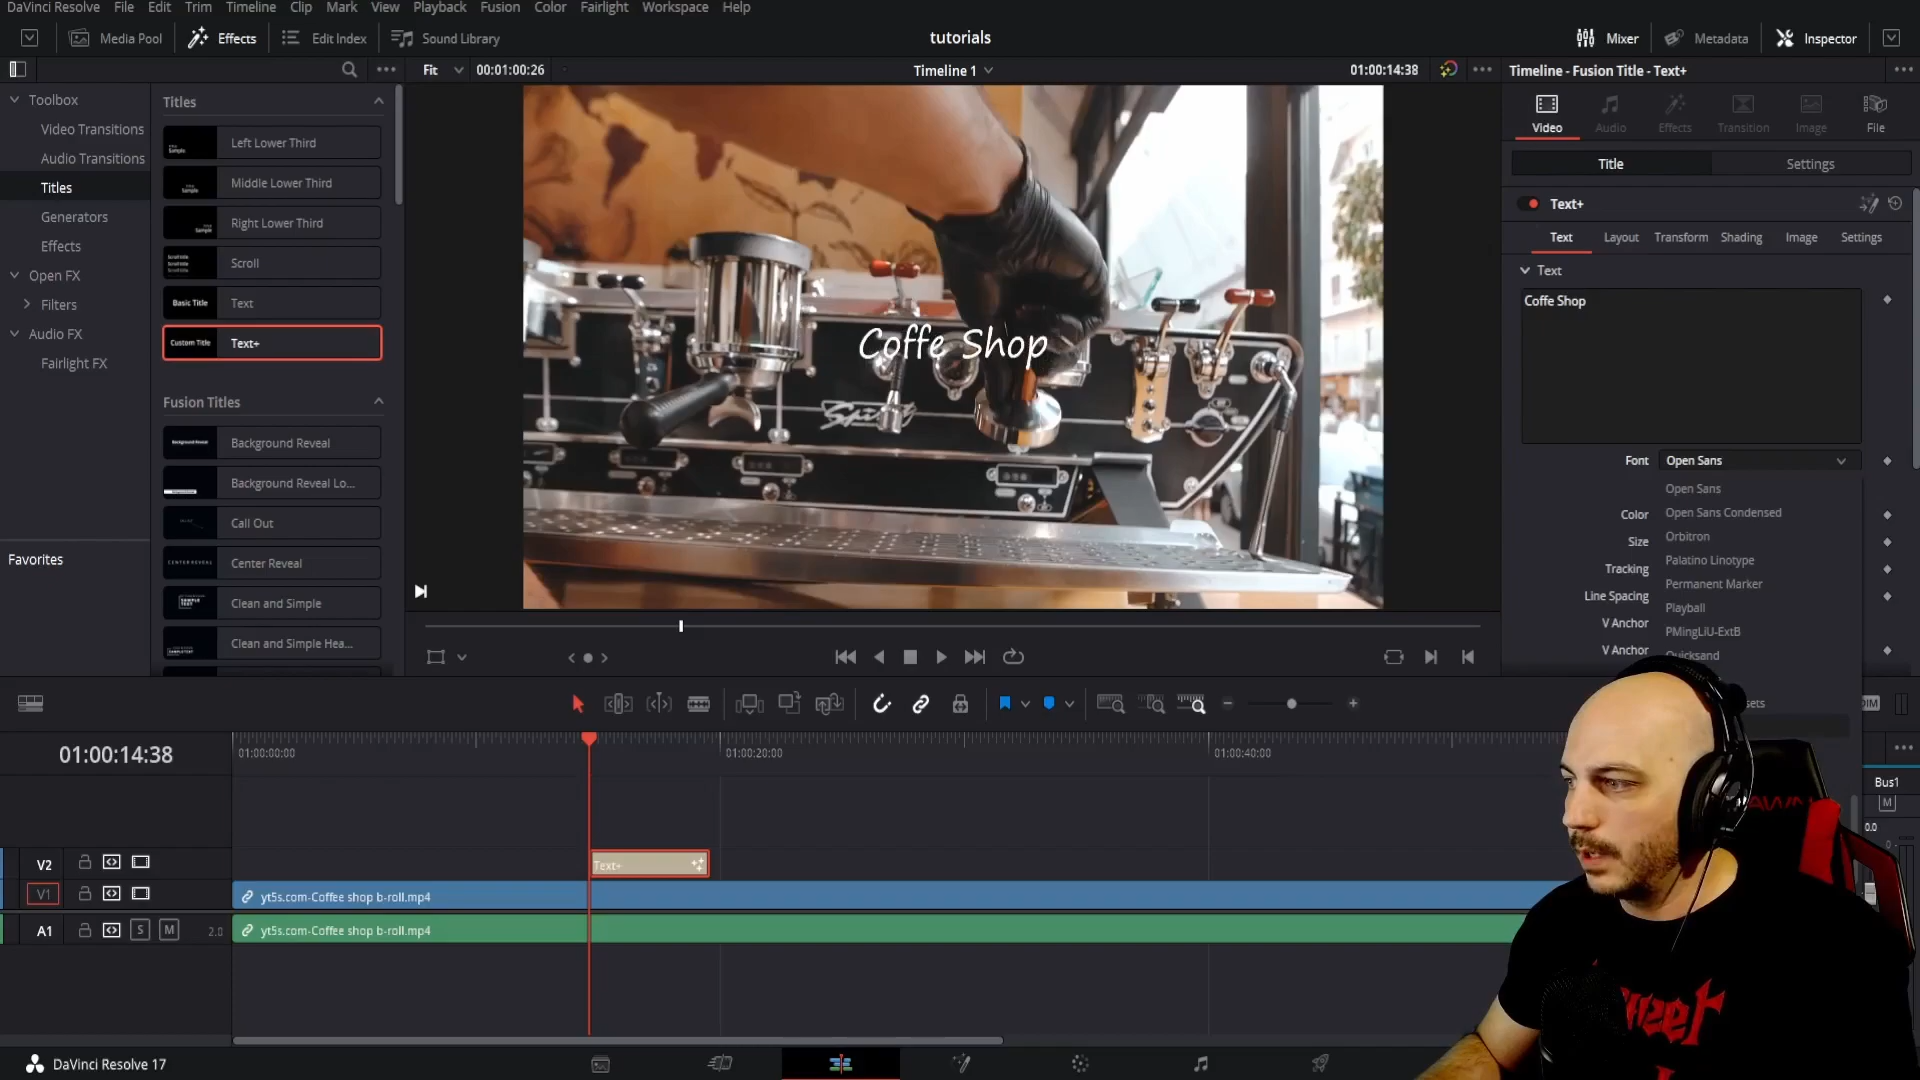 DaVinci Resolve File Edit Trim Timeline Clip Mark View Playback Fusion Color Fairlight Workspace Help
Media Pool Effects Edit Index Sound Library tutorials Mixer Metadata Inspector
Fit 00:01:00:26 Timeline 1 01:00:14:38 Timeline - Fusion Title - Text+
Toolbox
Video Transitions
Audio Transitions
Titles
Generators
Effects
Open FX
Filters
Audio FX
Fairlight FX
Favorites
Titles
Left Lower Third
Middle Lower Third
Right Lower Third
Scroll
Basic Title Text
Custom Title Text+
Fusion Titles
Background Reveal
Background Reveal Lo...
Call Out
CENTER REVEAL Center Reveal
Clean and Simple
Clean and Simple Hea...
Coffe Shop
Video Audio Effects Transition Image File
Title Settings
Text+
Text Layout Transform Shading Image Settings
Text
Coffe Shop
Font Open Sans
Open Sans
Color Open Sans Condensed
Size Orbitron
Tracking Palatino Linotype
Line Spacing Permanent Marker
V Anchor Playball
PMingLiU-ExtB
V Anchor Quicksand
DIM
01:00:14:38
01:00:00:00 01:00:20:00 01:00:40:00
V2 Text+
V1 yt5s.com-Coffee shop b-roll.mp4
A1 S M 2.0 yt5s.com-Coffee shop b-roll.mp4
Bus1
M
0.0
DaVinci Resolve 17